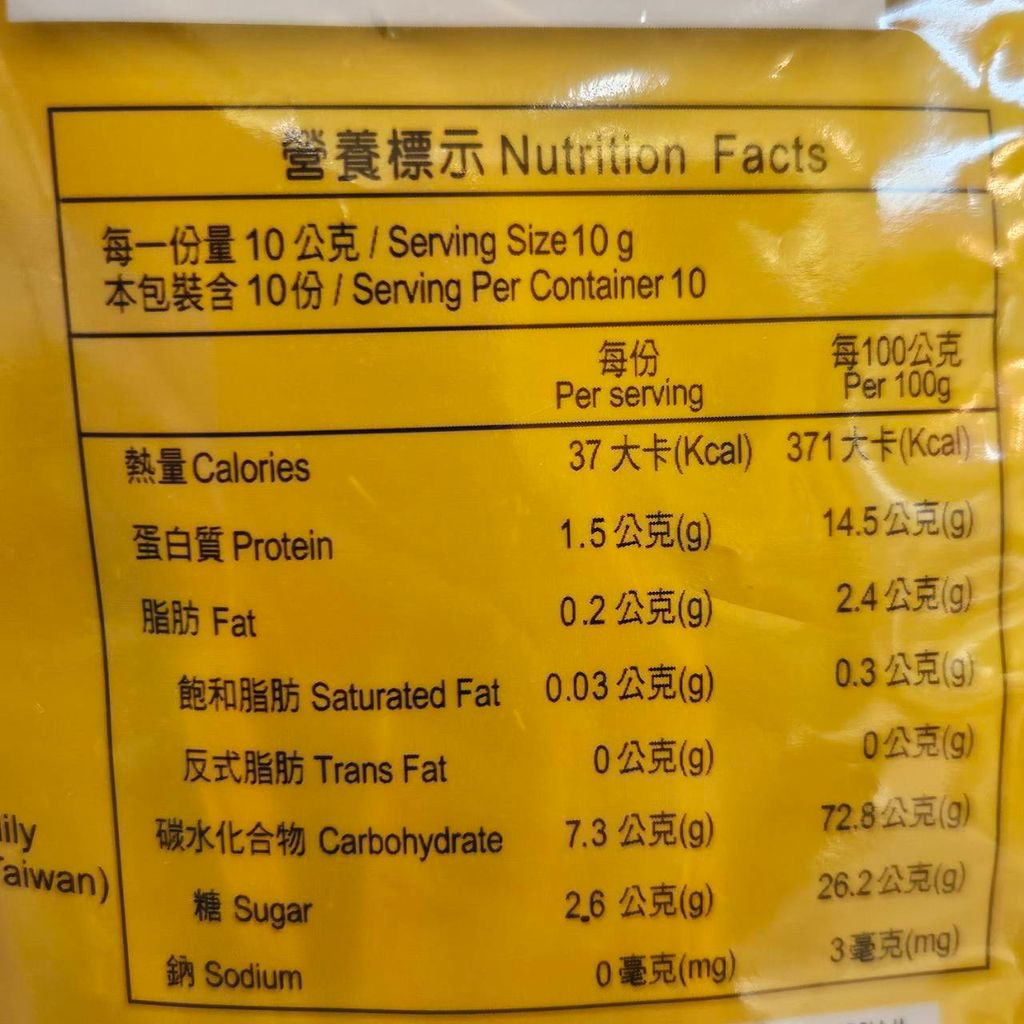 營養標示 Nutrition Facts
每一份量 10 公克 / Serving Size 10 g
本包裝含 10份 / Serving Per Container 10
每份 每100公克
Per serving Per 100g
熱量 Calories 37 大卡(Kcal) 371 大卡(Kcal)
蛋白質 Protein 1.5 公克(g) 14.5 公克(g)
脂肪 Fat 0.2 公克(g) 2.4 公克(g)
飽和脂肪 Saturated Fat 0.03 公克(g) 0.3 公克(g)
反式脂肪 Trans Fat 0 公克(g) 0 公克(g)
碳水化合物 Carbohydrate 7.3 公克(g) 72.8 公克(g)
糖 Sugar 2.6 公克(g) 26.2 公克(g)
鈉 Sodium 0 毫克(mg) 3 毫克(mg)
ily
aiwan)